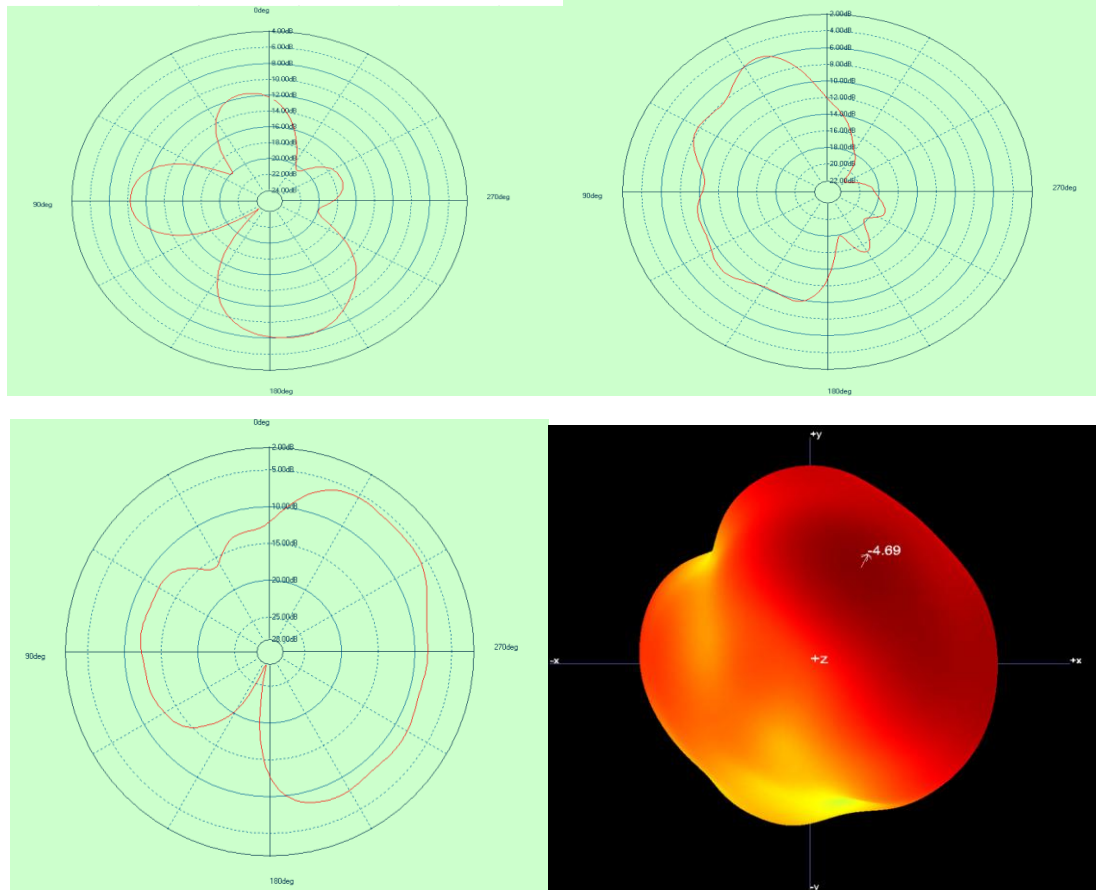 0deg
4.00dB
6.00dB
8.00dB
10.00dB
12.00dB
14.00dB
16.00dB
18.00dB
20.00dB
22.00dB
24.00dB
90deg
270deg
180deg
2.00dB
4.00dB
6.00dB
8.00dB
10.00dB
12.00dB
14.00dB
16.00dB
18.00dB
20.00dB
22.00dB
90deg
270deg
180deg
0deg
2.00dB
5.00dB
10.00dB
15.00dB
20.00dB
25.00dB
28.00dB
90deg
270deg
180deg
+y
-4.69
-x
+z
+x
-y